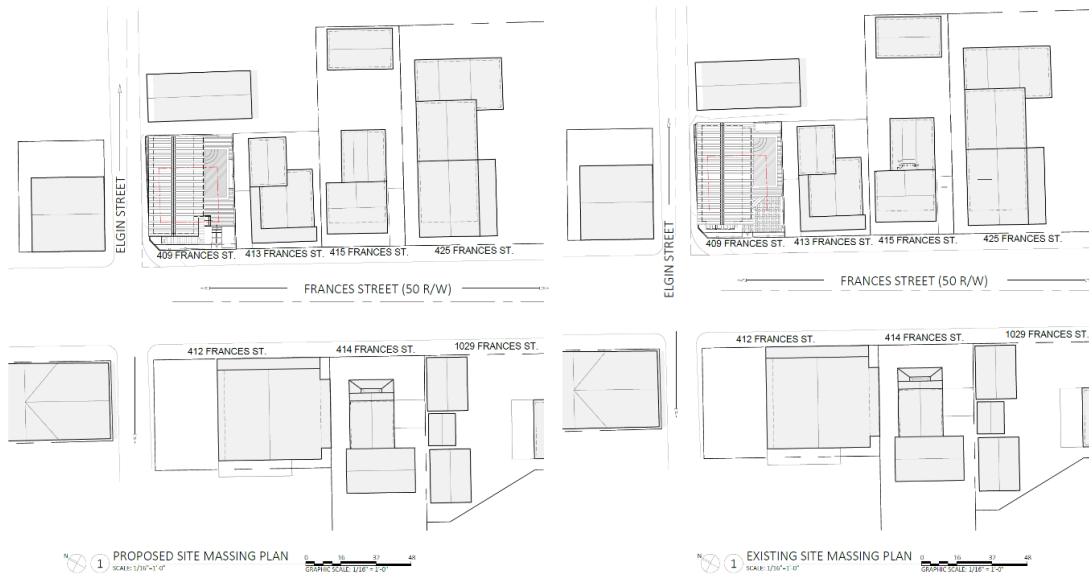 ELGIN STREET
409 FRANCES ST.
413 FRANCES ST.
415 FRANCES ST.
425 FRANCES ST.
FRANCES STREET (50 R/W)
412 FRANCES ST.
414 FRANCES ST.
1029 FRANCES ST.
N
1
PROPOSED SITE MASSING PLAN
SCALE: 1/16"=1'-0"
0 16 32 48
GRAPHIC SCALE: 1/16" = 1'-0"
ELGIN STREET
409 FRANCES ST.
413 FRANCES ST.
415 FRANCES ST.
425 FRANCES ST.
FRANCES STREET (50 R/W)
412 FRANCES ST.
414 FRANCES ST.
1029 FRANCES ST.
N
1
EXISTING SITE MASSING PLAN
SCALE: 1/16"=1'-0"
0 16 32 48
GRAPHIC SCALE: 1/16" = 1'-0"